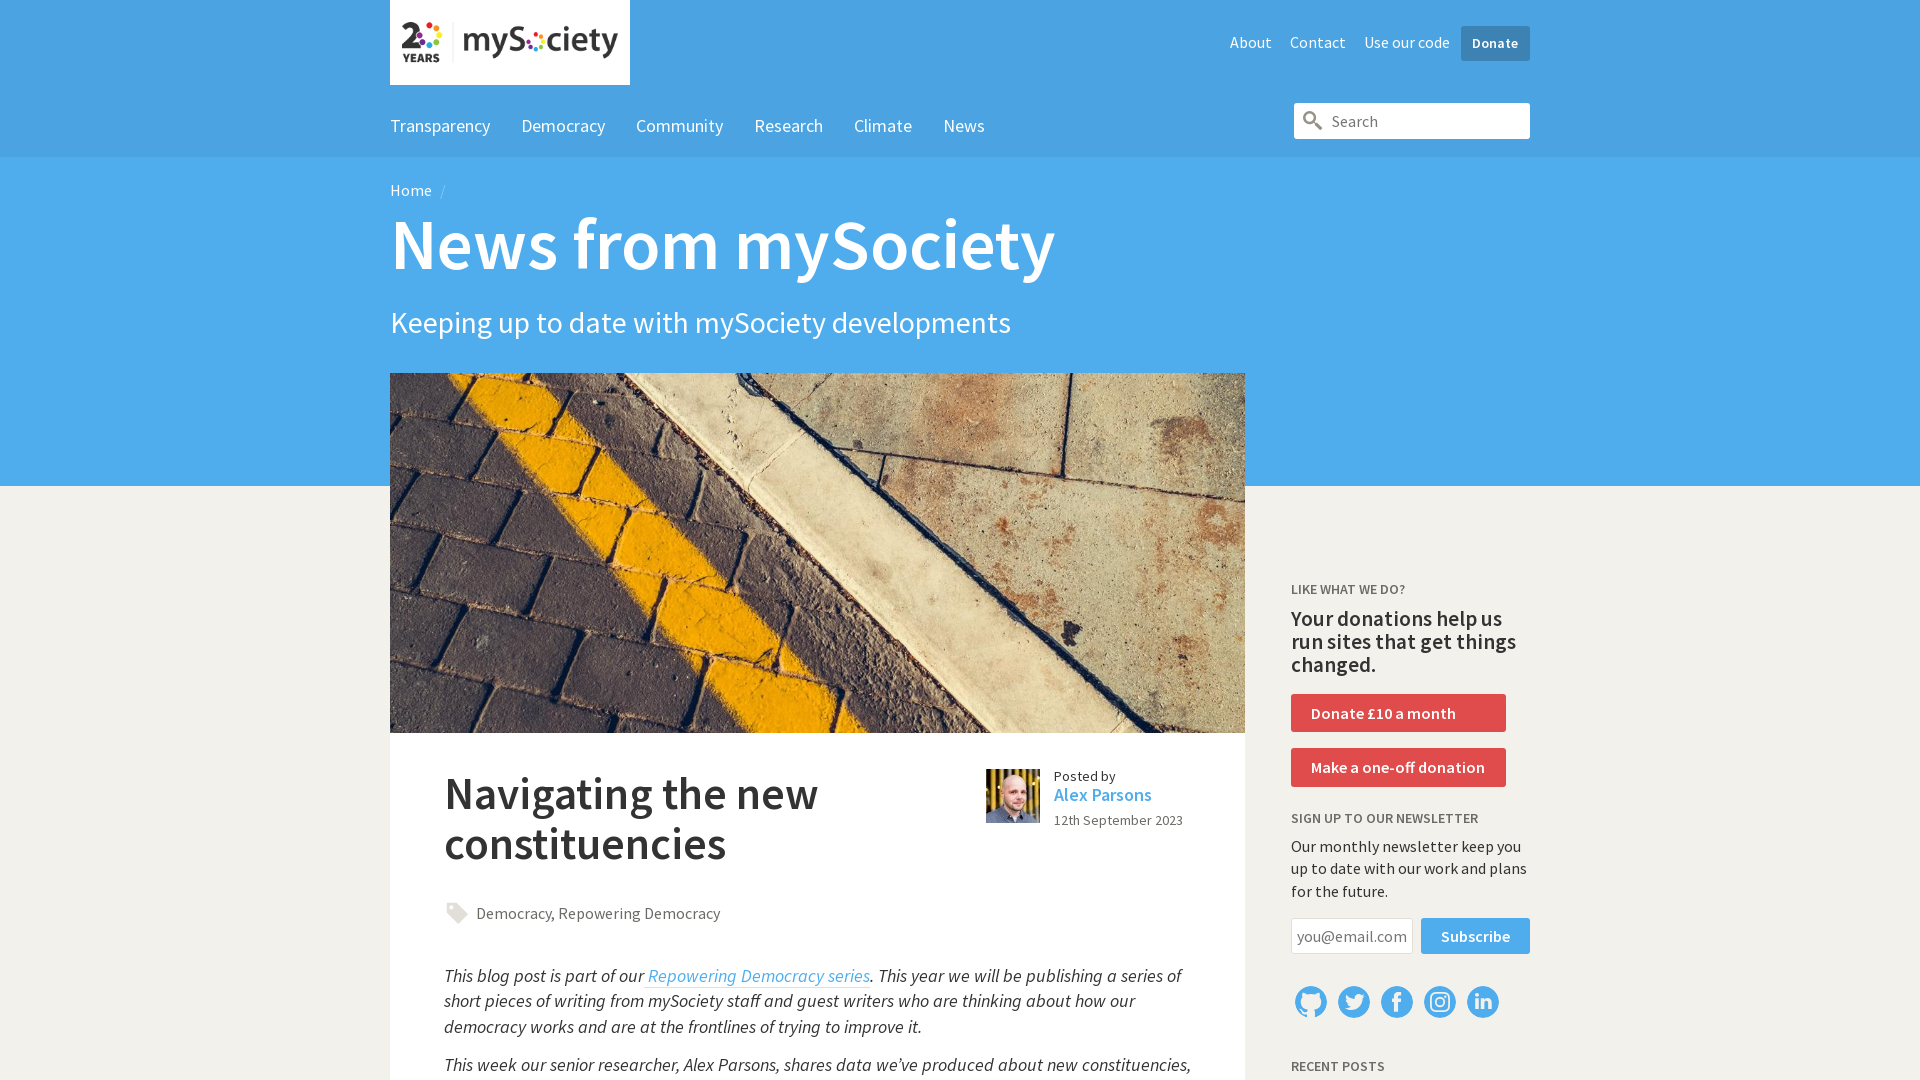 20 YEARS mySociety
About Contact Use our code Donate
Transparency Democracy Community Research Climate News
Search
Home /
News from mySociety
Keeping up to date with mySociety developments
Navigating the new
constituencies
Posted by
Alex Parsons
12th September 2023
Democracy, Repowering Democracy
This blog post is part of our Repowering Democracy series. This year we will be publishing a series of
short pieces of writing from mySociety staff and guest writers who are thinking about how our
democracy works and are at the frontlines of trying to improve it.
This week our senior researcher, Alex Parsons, shares data we’ve produced about new constituencies,
LIKE WHAT WE DO?
Your donations help us
run sites that get things
changed.
Donate £10 a month
Make a one-off donation
SIGN UP TO OUR NEWSLETTER
Our monthly newsletter keep you
up to date with our work and plans
for the future.
you@email.com Subscribe
RECENT POSTS